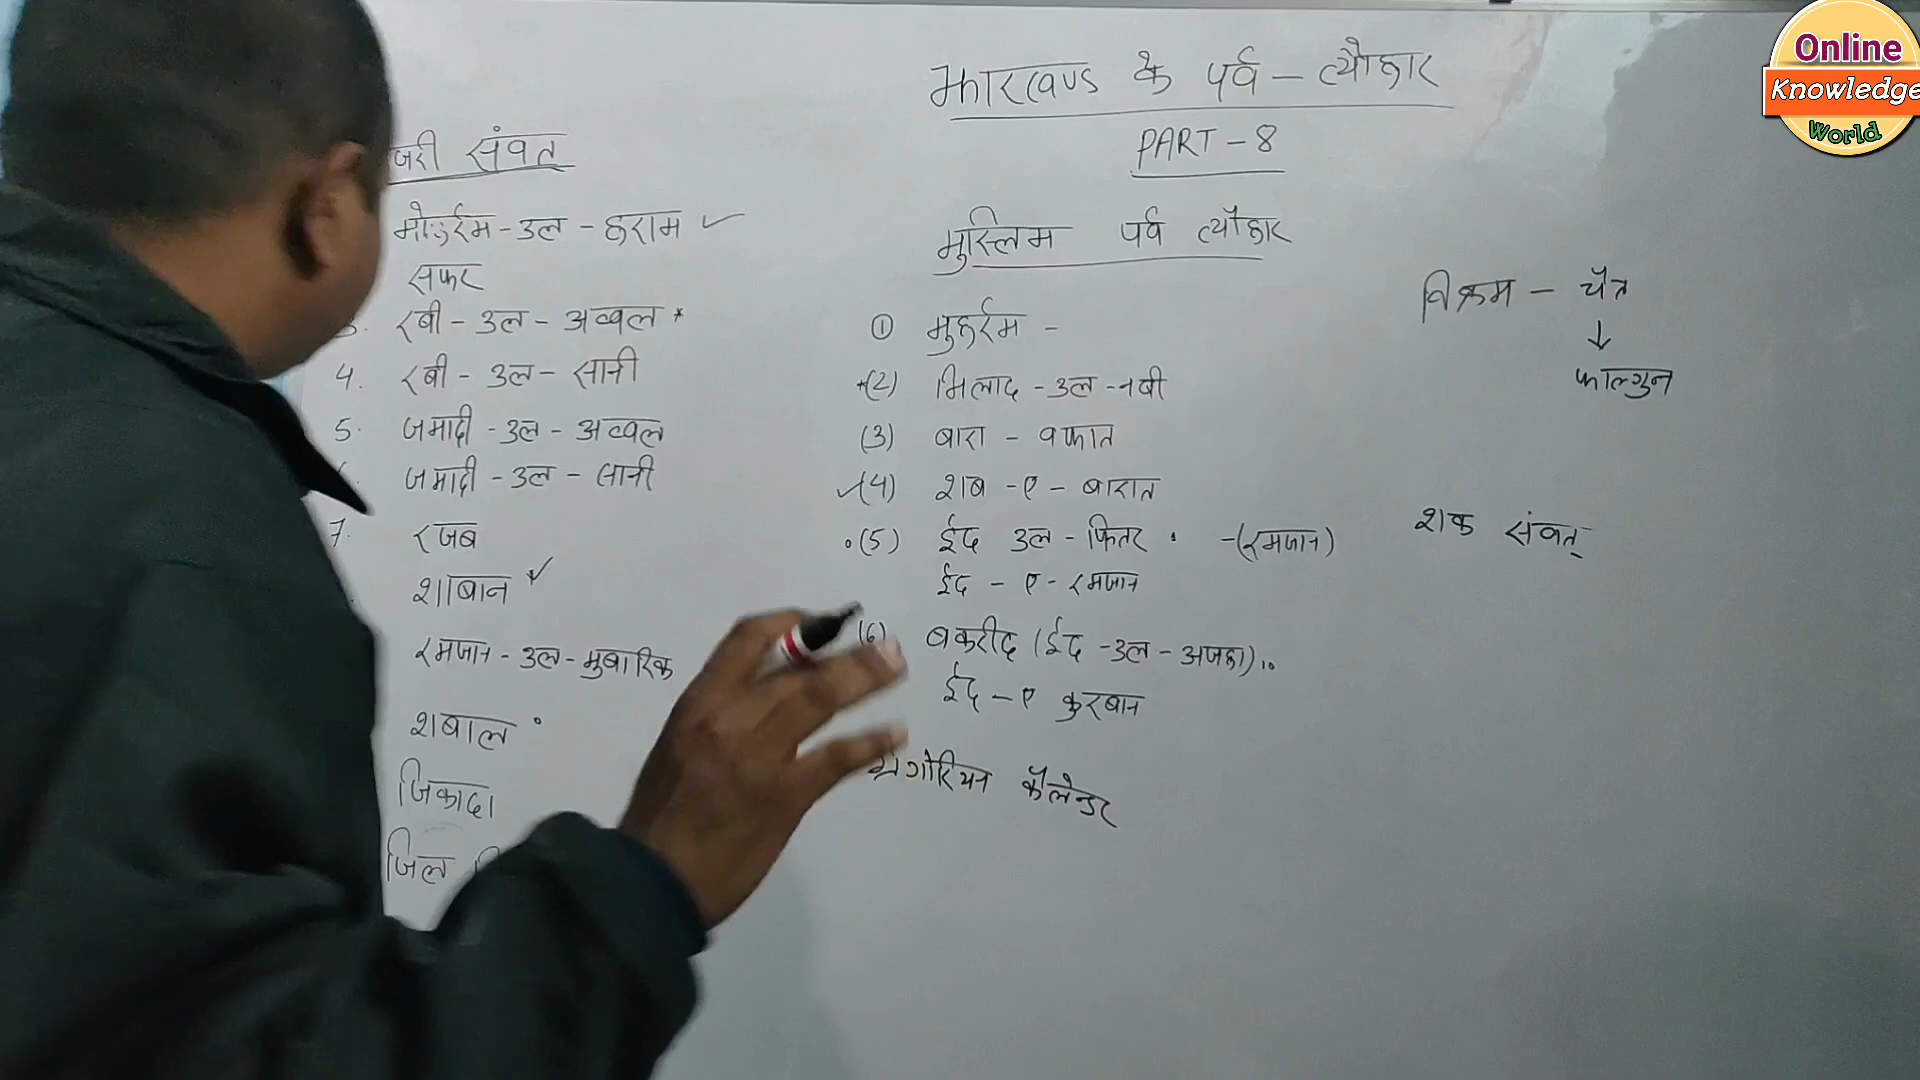 झारखण्ड के पर्व - त्यौहार
PART - 8
मुस्लिम पर्व त्यौहार
① मुहर्रम -
(2) मिलाद - उल - नबी
(3) बारा - वफात
(4) शब - ए - बारात
(5) ईद उल - फितर - (रमजान)
ईद - ए - रमजान
(6) बकरीद (ईद - उल - अजहा)
ईद - ए कुरबान
ग्रेगोरियन कैलेन्डर
जरी संवत
मोहर्रम - उल - हराम
सफर
3. रबी - उल - अव्वल *
4. रबी - उल - सानी
5. जमादी - उल - अव्वल
जमादी - उल - सानी
7. रजब
शाबान
रमजान - उल - मुबारिक
शबाल
जिकादा
जिल
विक्रम - चैत्र
↓
फाल्गुन
शक संवत्
Online
Knowledge
World